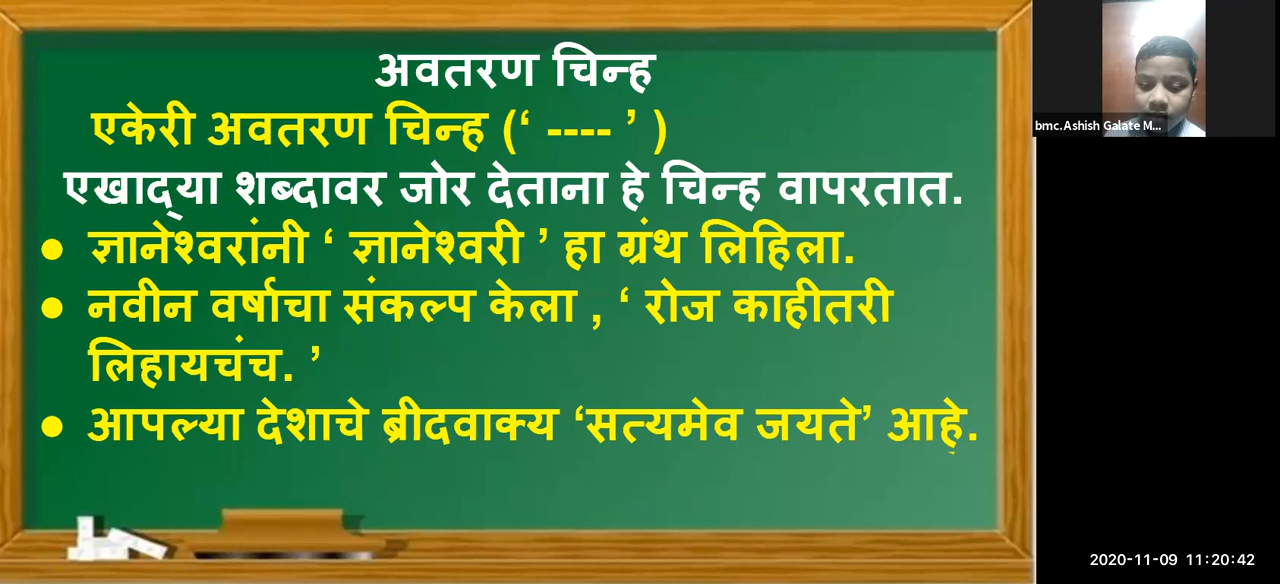 अवतरण चिन्ह
एकेरी अवतरण चिन्ह (‘ ---- ’ )
एखाद्‌या शब्दावर जोर देताना हे चिन्ह वापरतात.
● ज्ञानेश्वरांनी ‘ ज्ञानेश्वरी ’ हा ग्रंथ लिहिला.
● नवीन वर्षाचा संकल्प केला , ‘ रोज काहीतरी
लिहायचंच. ’
● आपल्या देशाचे ब्रीदवाक्य ‘सत्यमेव जयते’ आहे.
bmc.Ashish Galate M...
2020-11-09 11:20:42